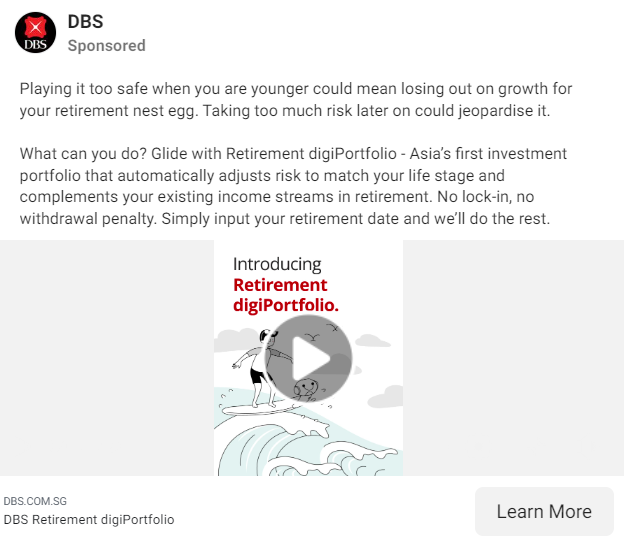 DBS
DBS
Sponsored
Playing it too safe when you are younger could mean losing out on growth for
your retirement nest egg. Taking too much risk later on could jeopardise it.
What can you do? Glide with Retirement digiPortfolio - Asia’s first investment
portfolio that automatically adjusts risk to match your life stage and
complements your existing income streams in retirement. No lock-in, no
withdrawal penalty. Simply input your retirement date and we’ll do the rest.
Introducing
Retirement
digiPortfolio.
DBS.COM.SG
DBS Retirement digiPortfolio
Learn More